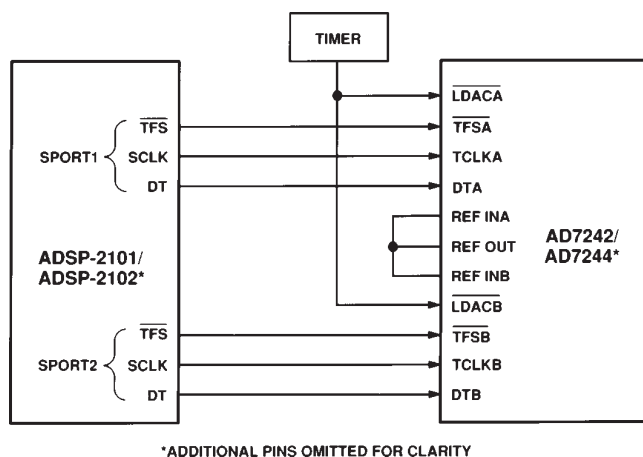 TIMER
SPORT1
TFS
SCLK
DT
ADSP-2101/
ADSP-2102*
SPORT2
TFS
SCLK
DT
LDACA
TFSA
TCLKA
DTA
REF INA
REF OUT
REF INB
LDACB
TFSB
TCLKB
DTB
AD7242/
AD7244*
*ADDITIONAL PINS OMITTED FOR CLARITY